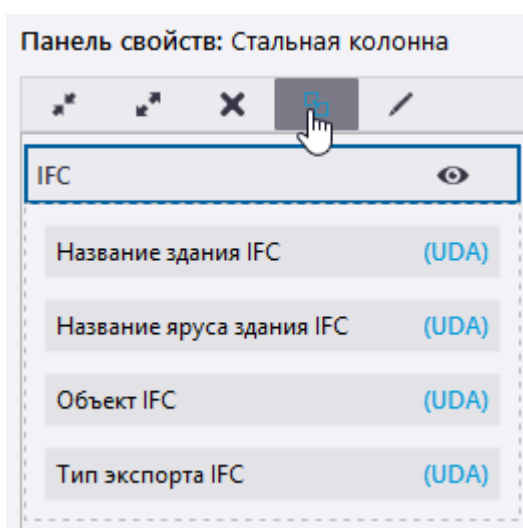 Панель свойств: Стальная колонна
IFC
Название здания IFC (UDA)
Название яруса здания IFC (UDA)
Объект IFC (UDA)
Тип экспорта IFC (UDA)